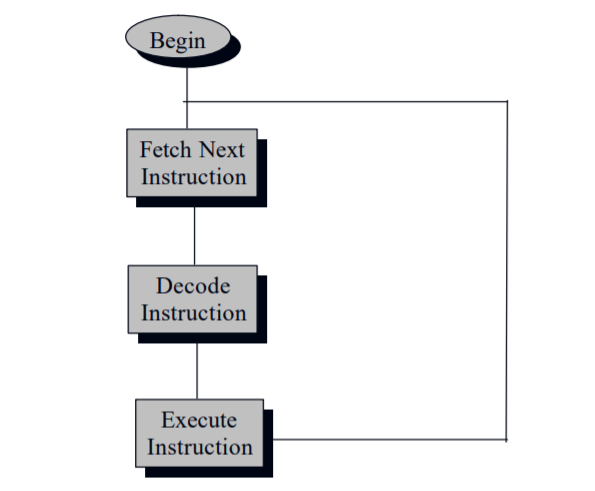 Begin
Fetch Next
Instruction
Decode
Instruction
Execute
Instruction